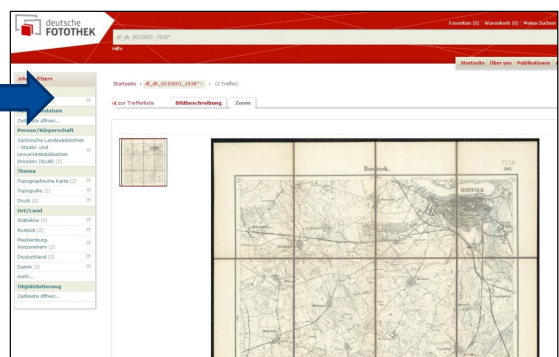 deutsche
FOTOTHEK
Favoriten (0) | Warenkorb (0) | Meine Suchen
df_dk_0010001_1938*
Hilfe
Startseite Über uns Publikationen
Startseite › df_dk_0010001_1938* × › (2 Treffer)
zur Trefferliste Bildbeschreibung Zoom
Zeitleiste öffnen...
Person/Körperschaft
Sächsische Landesbibliothek
- Staats- und
Universitätsbibliothek
Dresden (SLUB) (2)
Thema
Topographische Karte (2)
Topografie (2)
Druck (2)
Ort/Land
Stäbelow (2)
Rostock (2)
Mecklenburg-
Vorpommern (2)
Deutschland (2)
Damm (2)
mehr...
Objektdatierung
Zeitleiste öffnen...
Rostock.
ROSTOCK